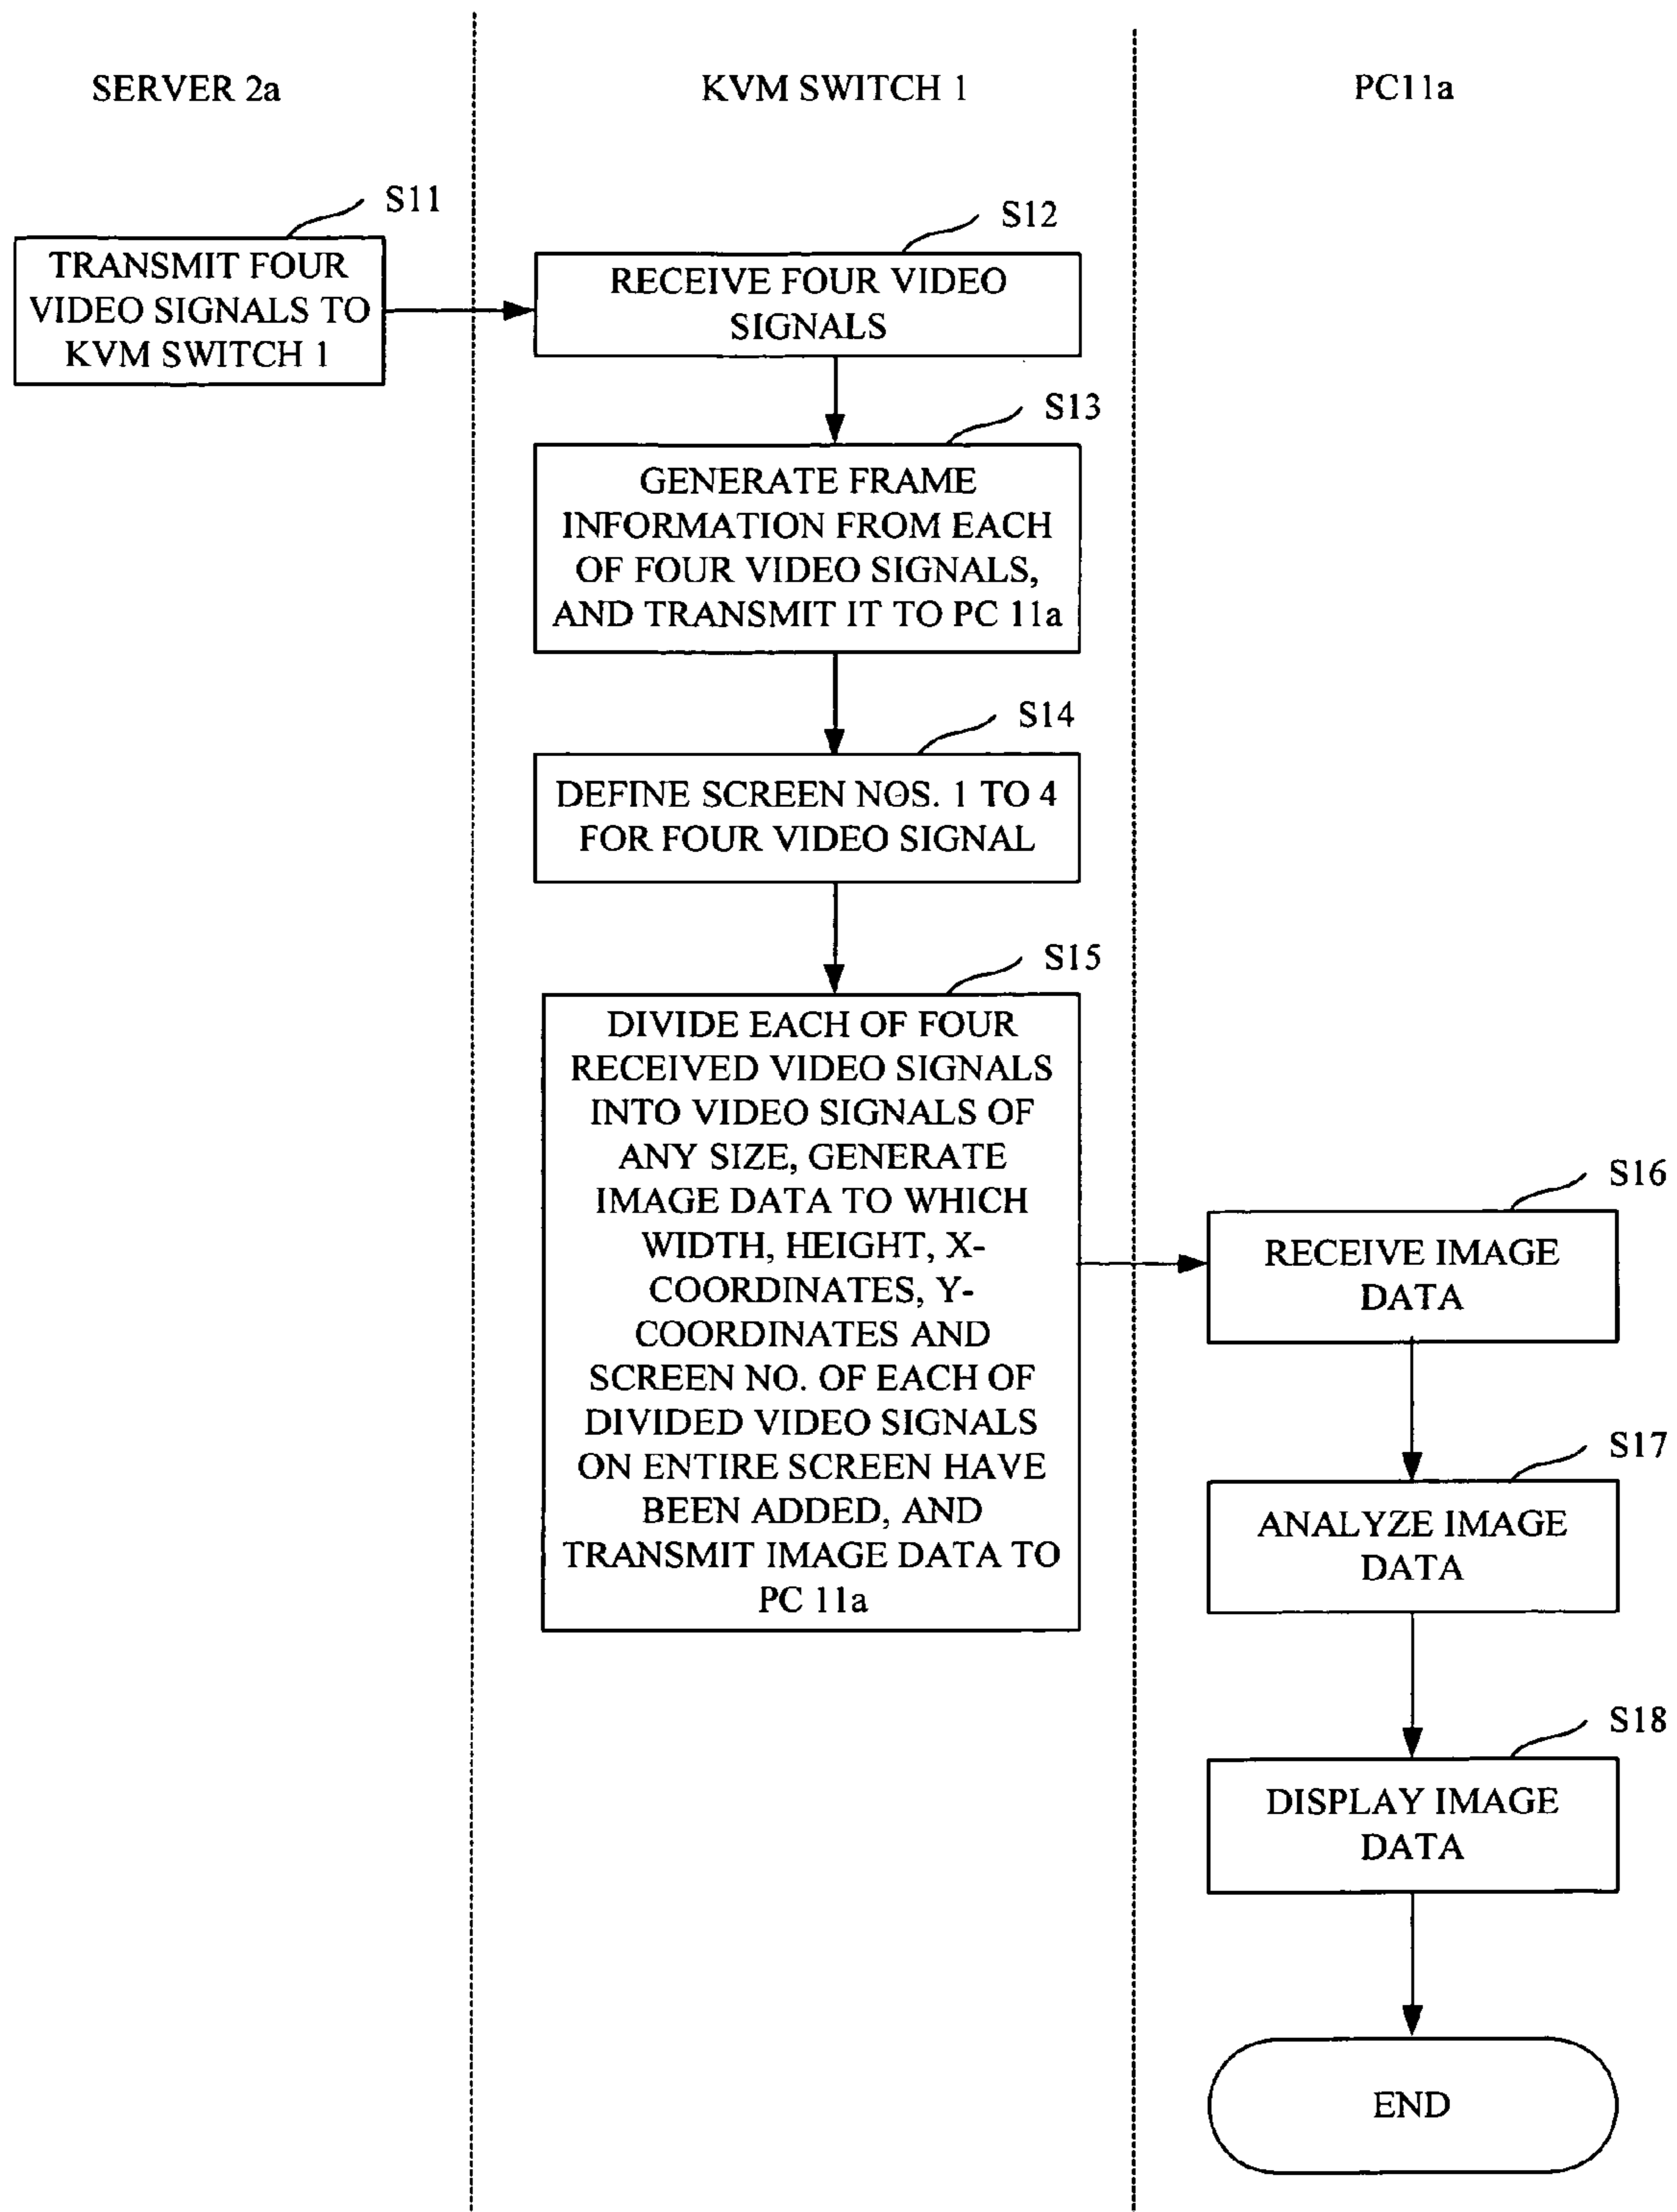 SERVER 2a
KVM SWITCH 1
PC11a
S11
TRANSMIT FOUR
VIDEO SIGNALS TO
KVM SWITCH 1
S12
RECEIVE FOUR VIDEO
SIGNALS
S13
GENERATE FRAME
INFORMATION FROM EACH
OF FOUR VIDEO SIGNALS,
AND TRANSMIT IT TO PC 11a
S14
DEFINE SCREEN NOS. 1 TO 4
FOR FOUR VIDEO SIGNAL
S15
DIVIDE EACH OF FOUR
RECEIVED VIDEO SIGNALS
INTO VIDEO SIGNALS OF
ANY SIZE, GENERATE
IMAGE DATA TO WHICH
WIDTH, HEIGHT, X-
COORDINATES, Y-
COORDINATES AND
SCREEN NO. OF EACH OF
DIVIDED VIDEO SIGNALS
ON ENTIRE SCREEN HAVE
BEEN ADDED, AND
TRANSMIT IMAGE DATA TO
PC 11a
S16
RECEIVE IMAGE
DATA
S17
ANALYZE IMAGE
DATA
S18
DISPLAY IMAGE
DATA
END